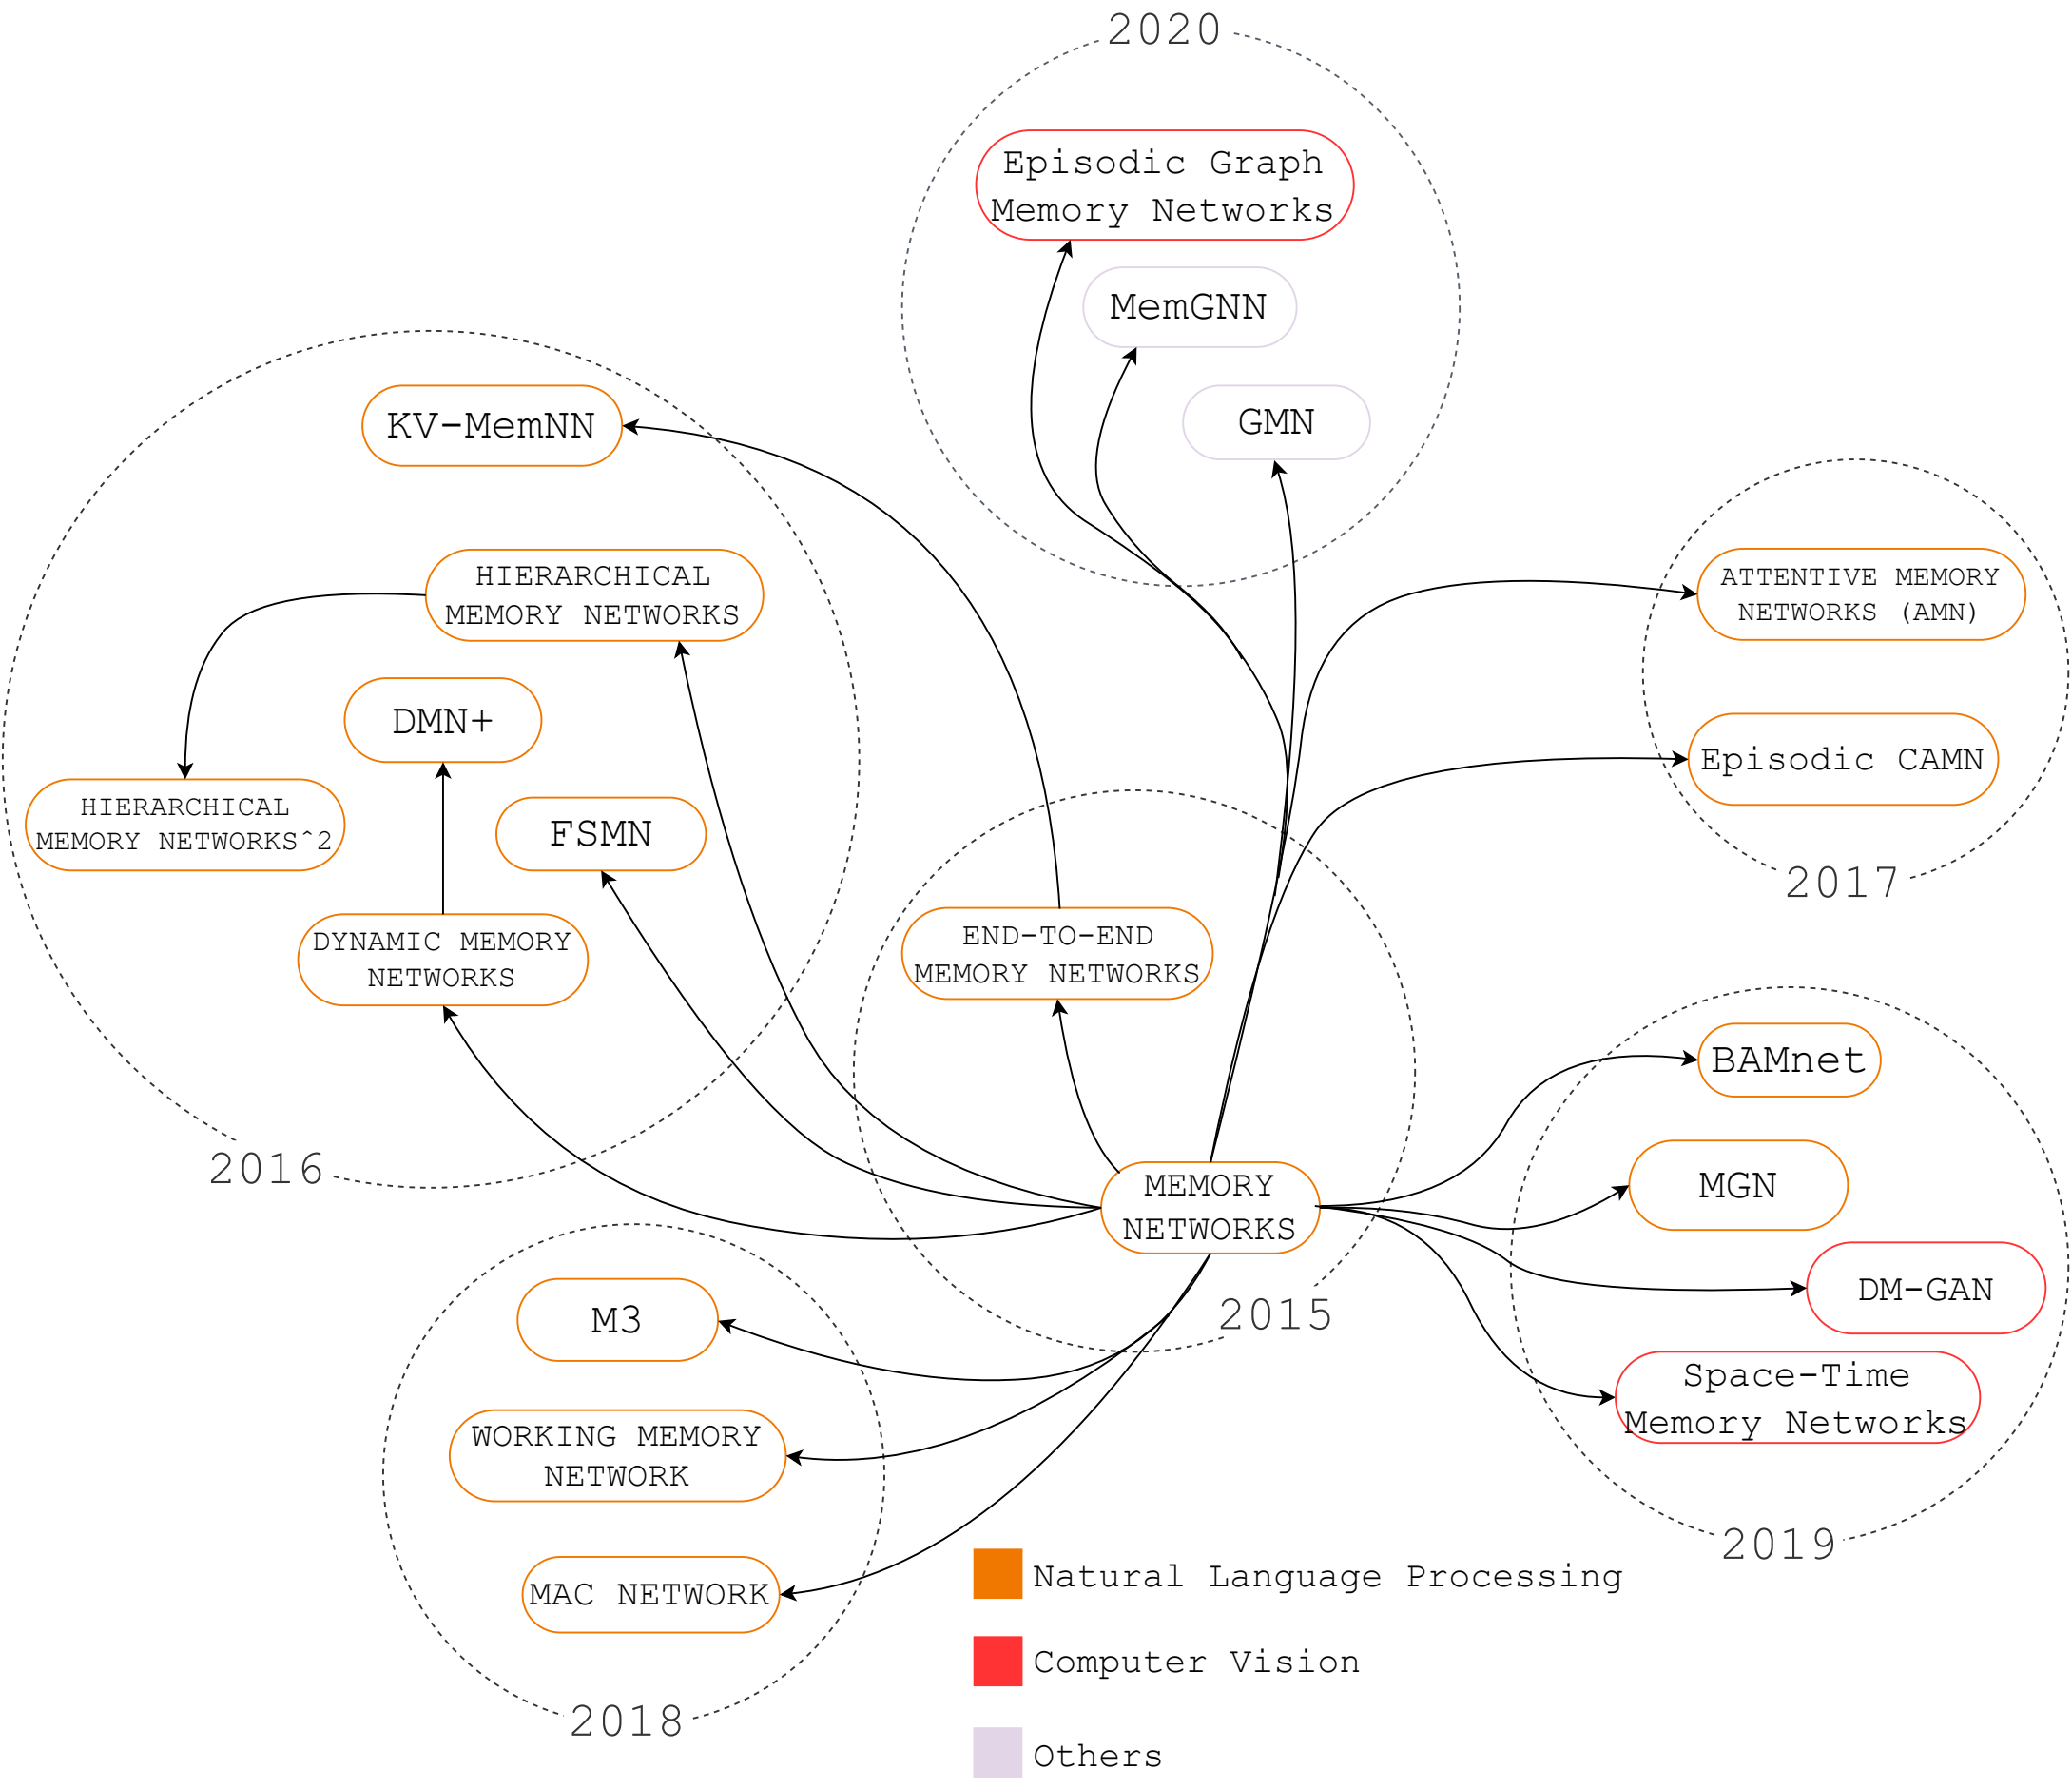 2020
Episodic Graph
Memory Networks
MemGNN
GMN
KV-MemNN
HIERARCHICAL
MEMORY NETWORKS
DMN+
HIERARCHICAL
MEMORY NETWORKS^2
FSMN
DYNAMIC MEMORY
NETWORKS
2016
ATTENTIVE MEMORY
NETWORKS (AMN)
Episodic CAMN
2017
END-TO-END
MEMORY NETWORKS
MEMORY
NETWORKS
2015
BAMnet
MGN
DM-GAN
Space-Time
Memory Networks
2019
M3
WORKING MEMORY
NETWORK
MAC NETWORK
2018
Natural Language Processing
Computer Vision
Others